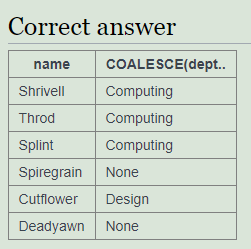 Correct answer
name COALESCE(dept..
Shrivell Computing
Throd Computing
Splint Computing
Spiregrain None
Cutflower Design
Deadyawn None